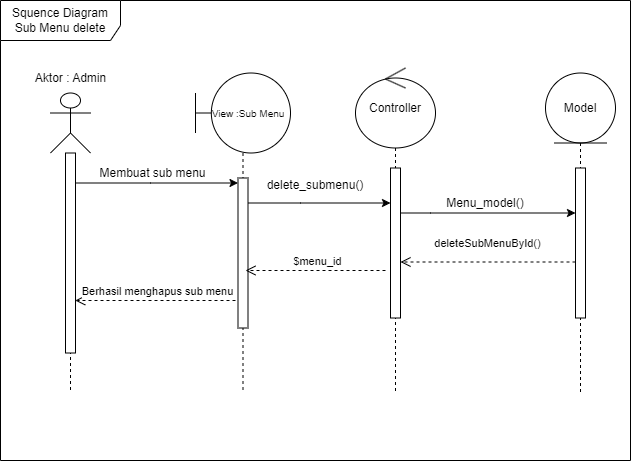 Squence Diagram
Sub Menu delete
Aktor : Admin
View :Sub Menu
Controller
Model
Membuat sub menu
delete_submenu()
Menu_model()
deleteSubMenuById()
$menu_id
Berhasil menghapus sub menu